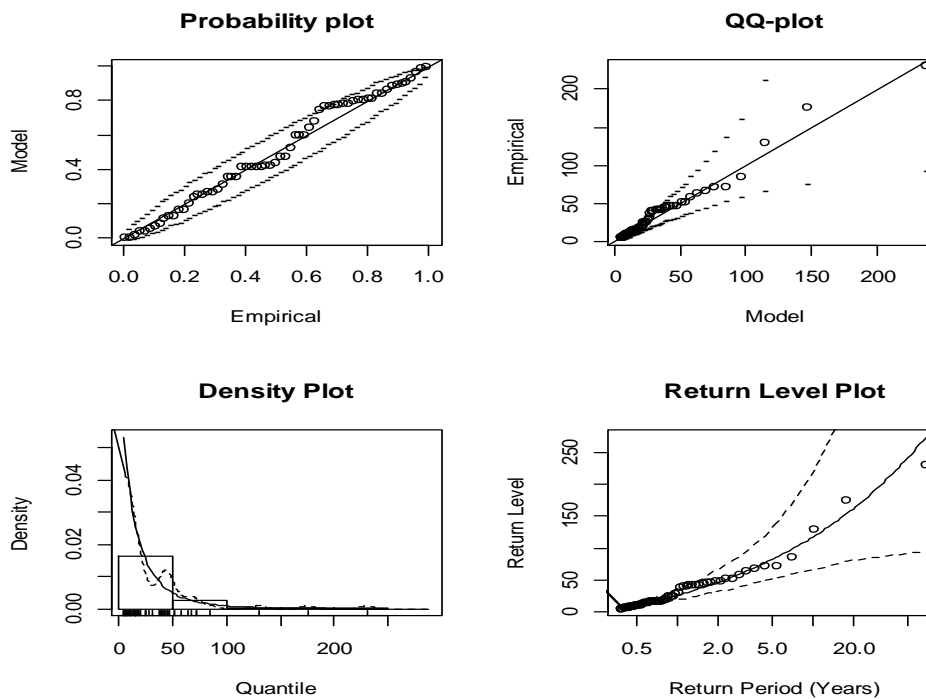 Probability plot
Model
0.0 0.4 0.8
0.0 0.2 0.4 0.6 0.8 1.0
Empirical
QQ-plot
Empirical
0 50 100 200
0 50 100 150 200
Model
Density Plot
Density
0.00 0.02 0.04
0 50 100 200
Quantile
Return Level Plot
Return Level
0 50 150 250
0.5 2.0 5.0 20.0
Return Period (Years)